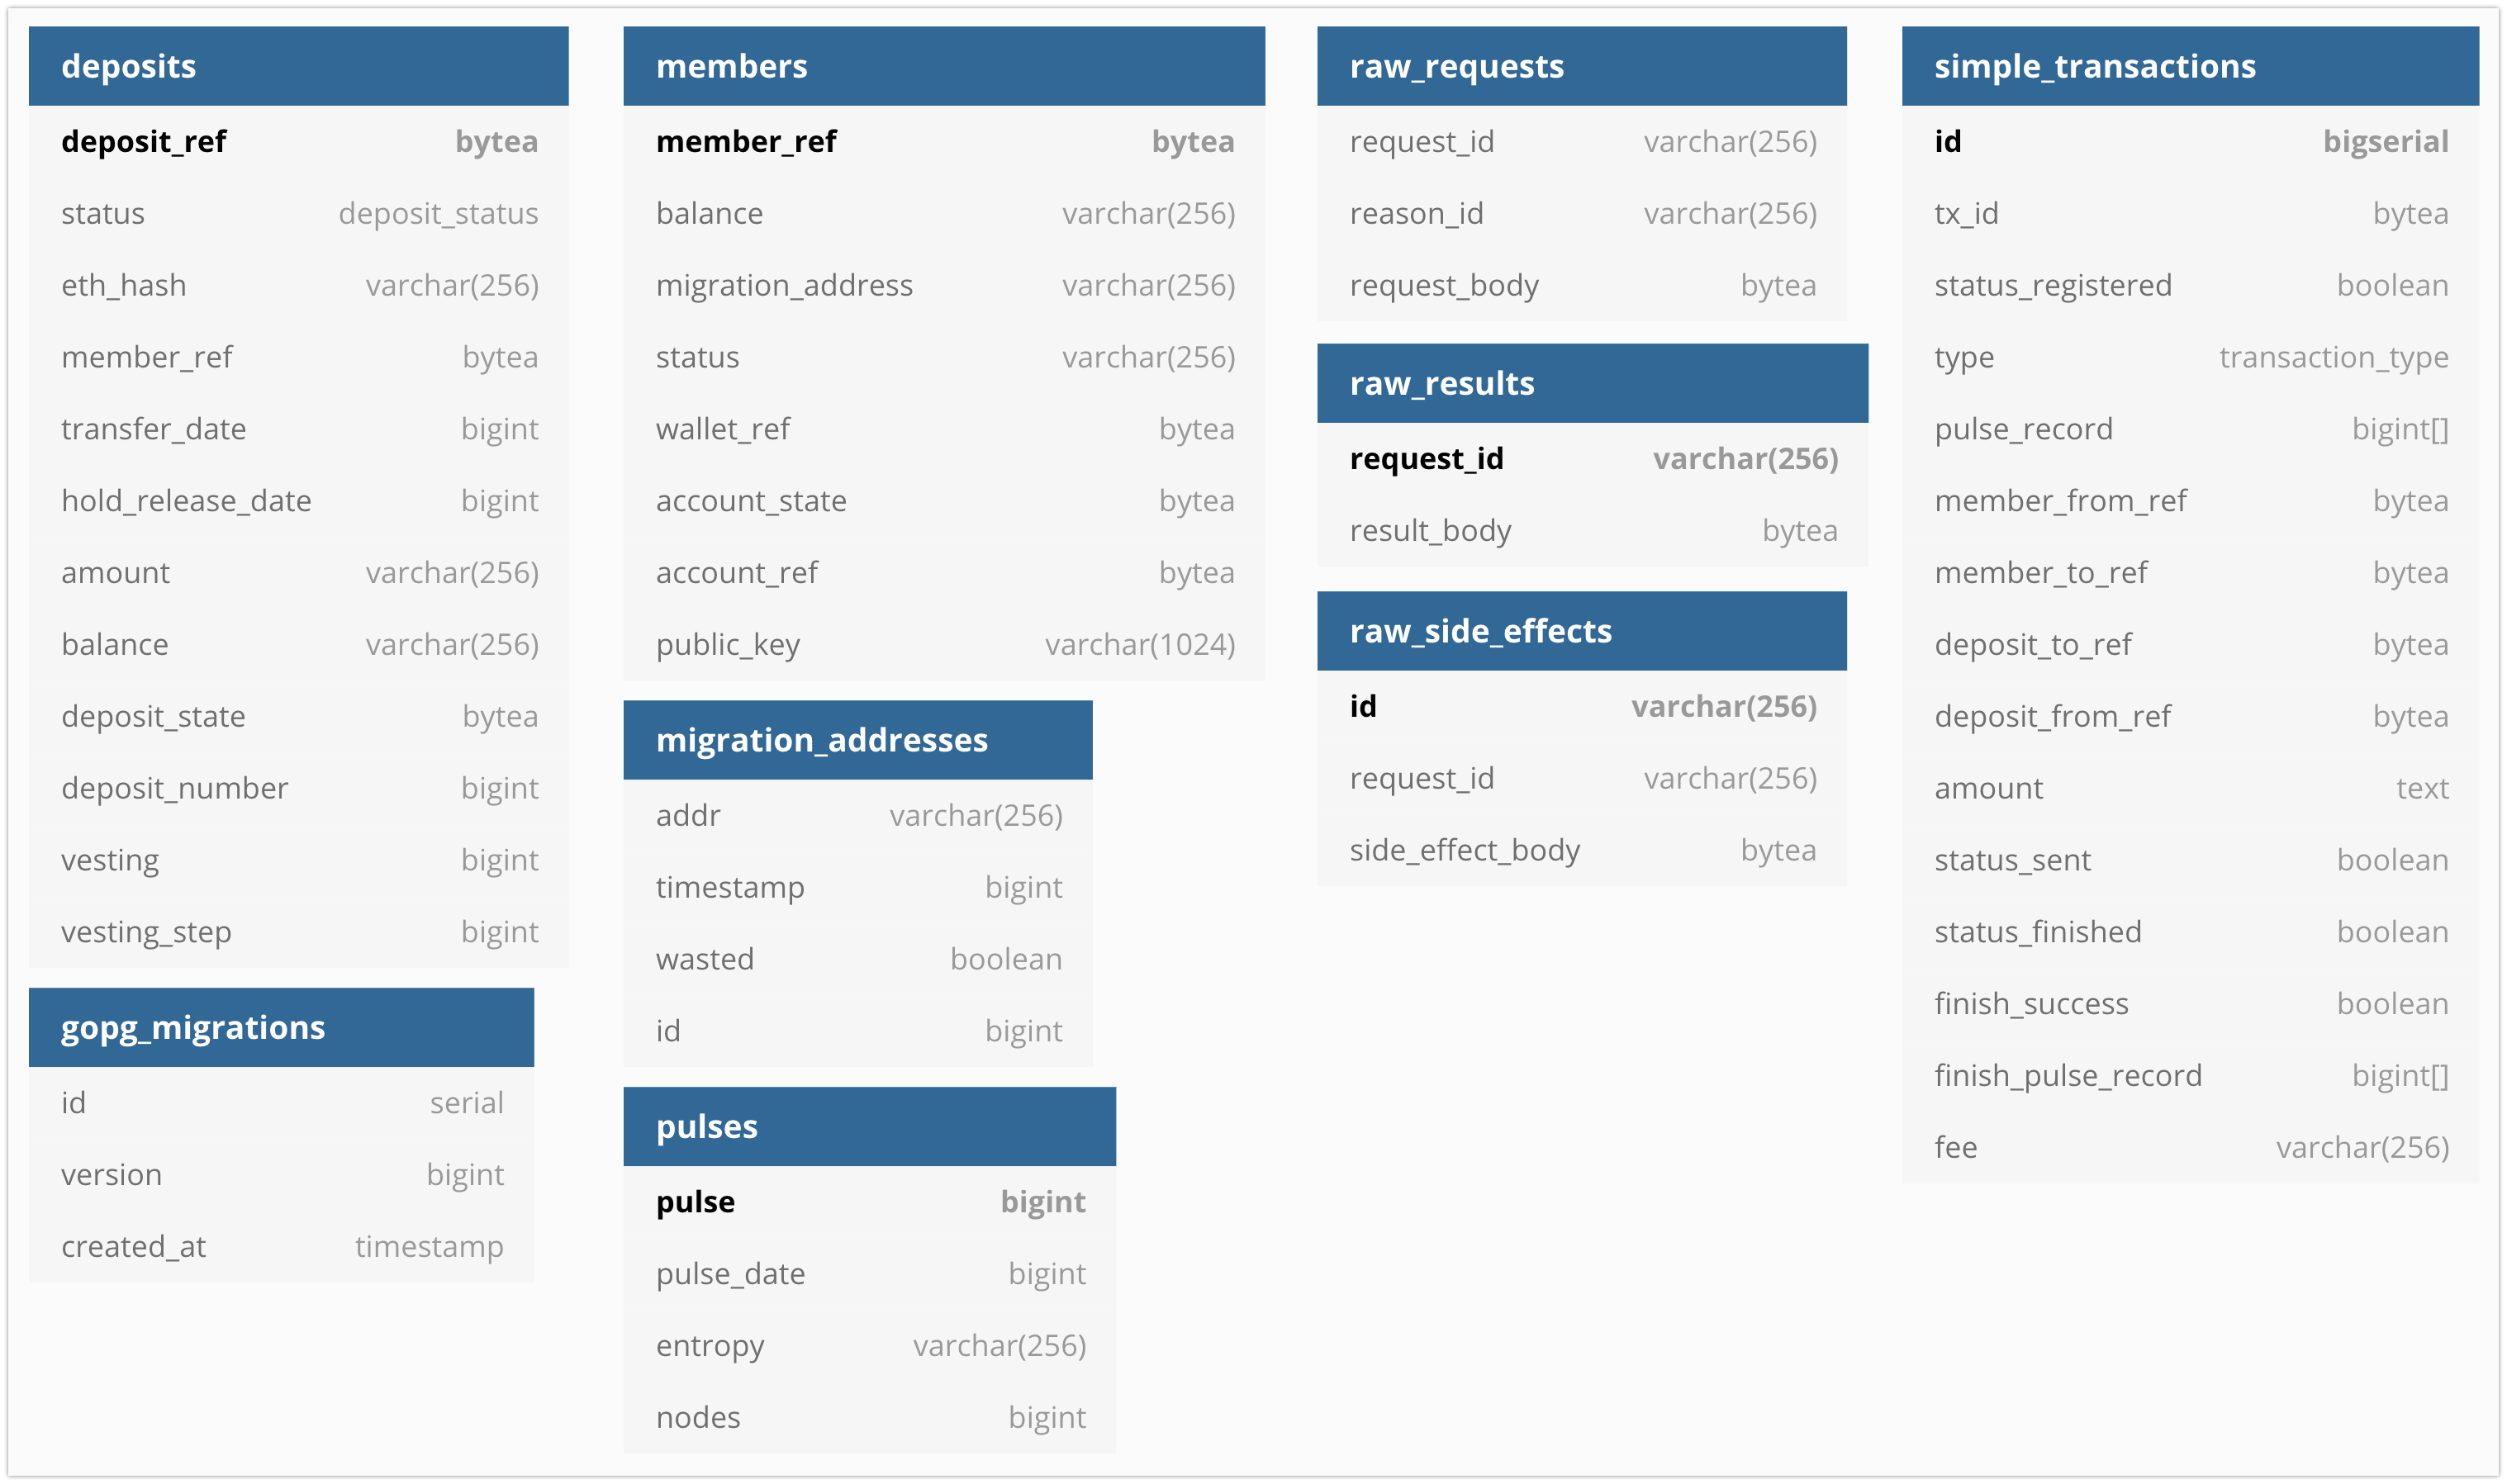 deposits
deposit_ref bytea
status deposit_status
eth_hash varchar(256)
member_ref bytea
transfer_date bigint
hold_release_date bigint
amount varchar(256)
balance varchar(256)
deposit_state bytea
deposit_number bigint
vesting bigint
vesting_step bigint
gopg_migrations
id serial
version bigint
created_at timestamp
members
member_ref bytea
balance varchar(256)
migration_address varchar(256)
status varchar(256)
wallet_ref bytea
account_state bytea
account_ref bytea
public_key varchar(1024)
migration_addresses
addr varchar(256)
timestamp bigint
wasted boolean
id bigint
pulses
pulse bigint
pulse_date bigint
entropy varchar(256)
nodes bigint
raw_requests
request_id varchar(256)
reason_id varchar(256)
request_body bytea
raw_results
request_id varchar(256)
result_body bytea
raw_side_effects
id varchar(256)
request_id varchar(256)
side_effect_body bytea
simple_transactions
id bigserial
tx_id bytea
status_registered boolean
type transaction_type
pulse_record bigint[]
member_from_ref bytea
member_to_ref bytea
deposit_to_ref bytea
deposit_from_ref bytea
amount text
status_sent boolean
status_finished boolean
finish_success boolean
finish_pulse_record bigint[]
fee varchar(256)